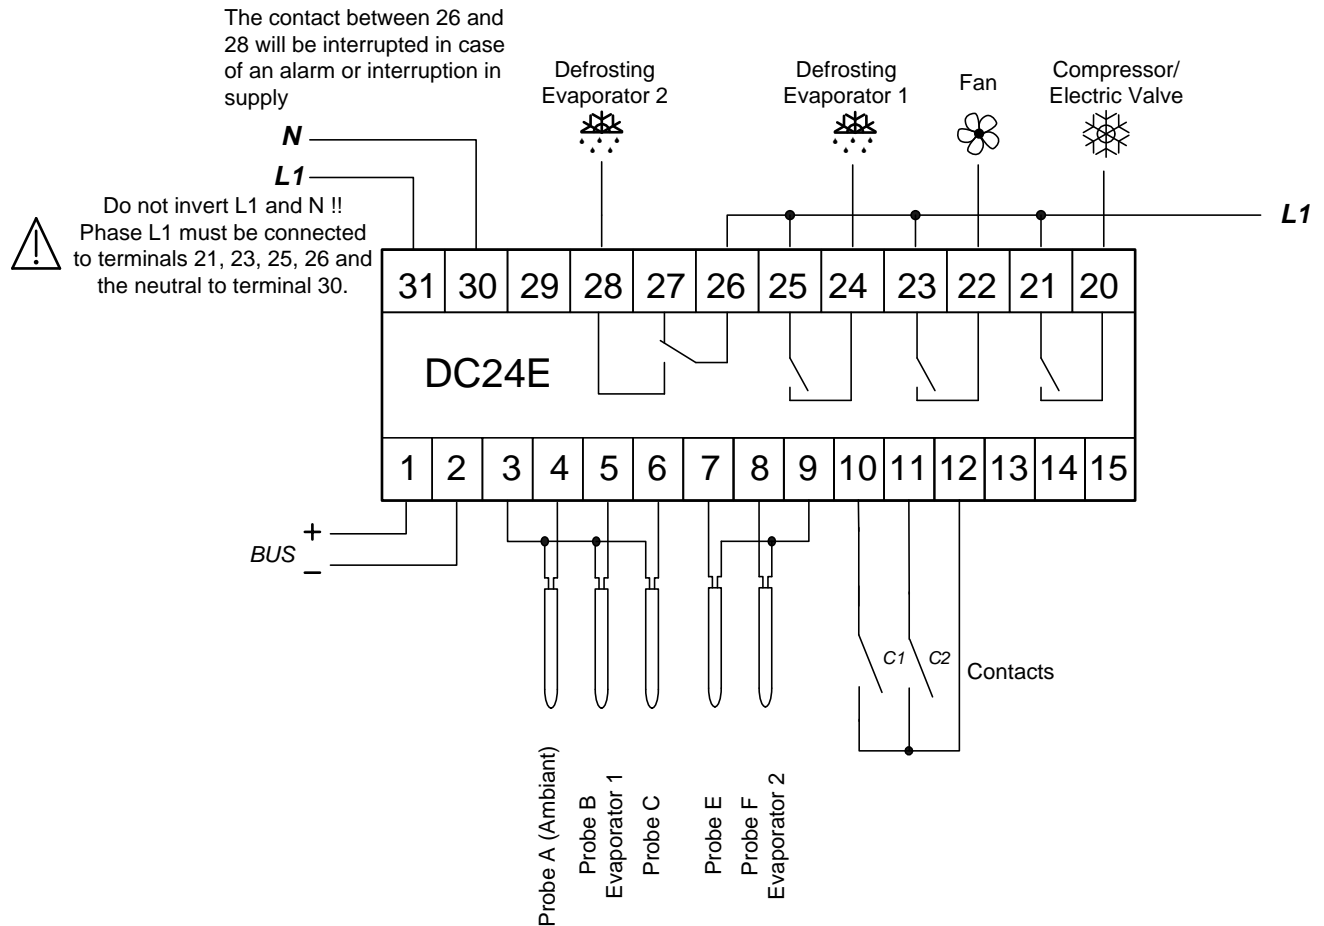 The contact between 26 and
28 will be interrupted in case
of an alarm or interruption in
supply
Defrosting
Evaporator 2
Defrosting
Evaporator 1
Fan
Compressor/
Electric Valve
N
L1
L1
Do not invert L1 and N !!
Phase L1 must be connected
to terminals 21, 23, 25, 26 and
the neutral to terminal 30.
31 30 29 28 27 26 25 24 23 22 21 20
DC24E
1 2 3 4 5 6 7 8 9 10 11 12 13 14 15
BUS + –
C1 C2 Contacts
Probe A (Ambiant)
Probe B
Evaporator 1
Probe C
Probe E
Probe F
Evaporator 2